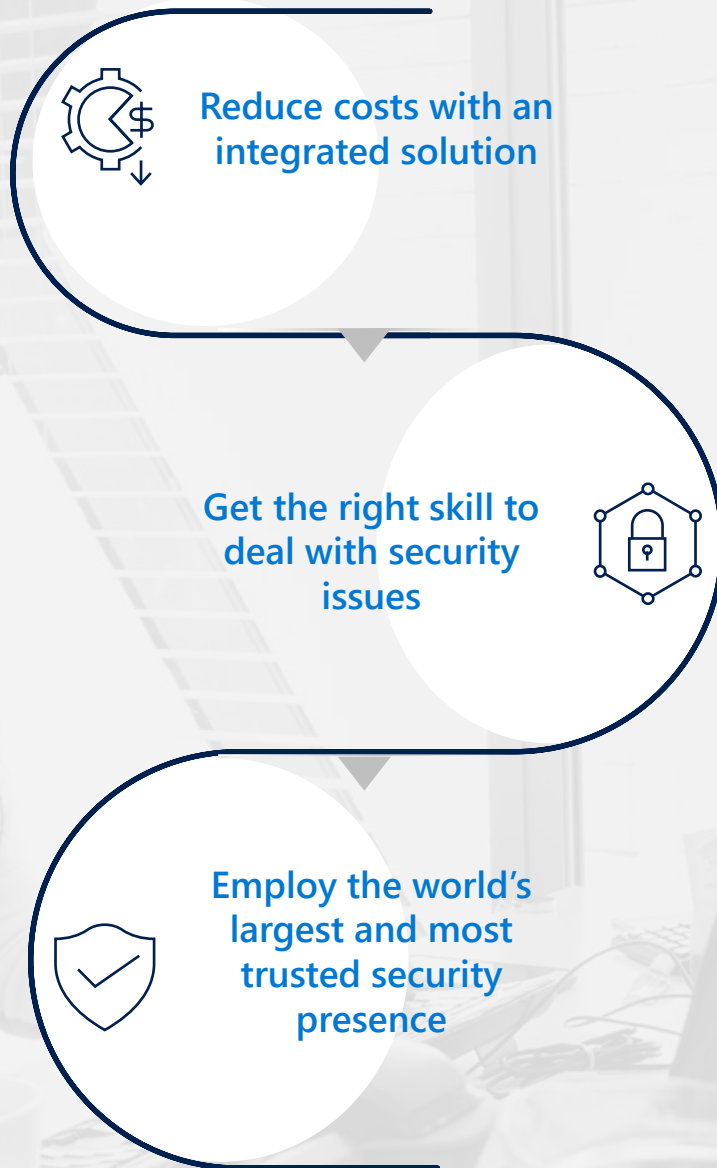 Reduce costs with an
integrated solution
Get the right skill to
deal with security
issues
Employ the world’s
largest and most
trusted security
presence